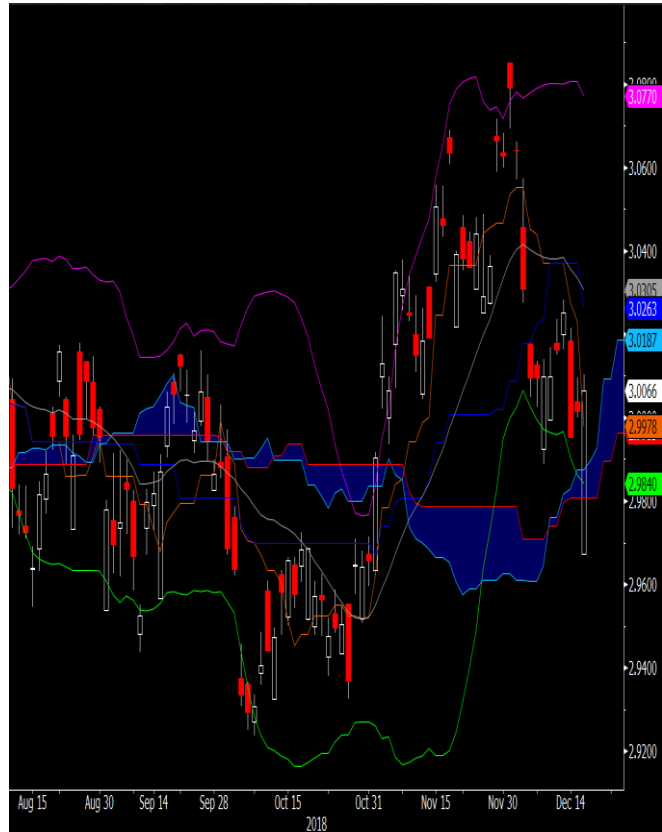 3.0800
3.0770
3.0600
3.0400
3.0305
3.0263
3.0187
3.0066
2.9978
2.9840
2.9800
2.9600
2.9400
2.9200
Aug 15
Aug 30
Sep 14
Sep 28
Oct 15
Oct 31
Nov 15
Nov 30
Dec 14
2018